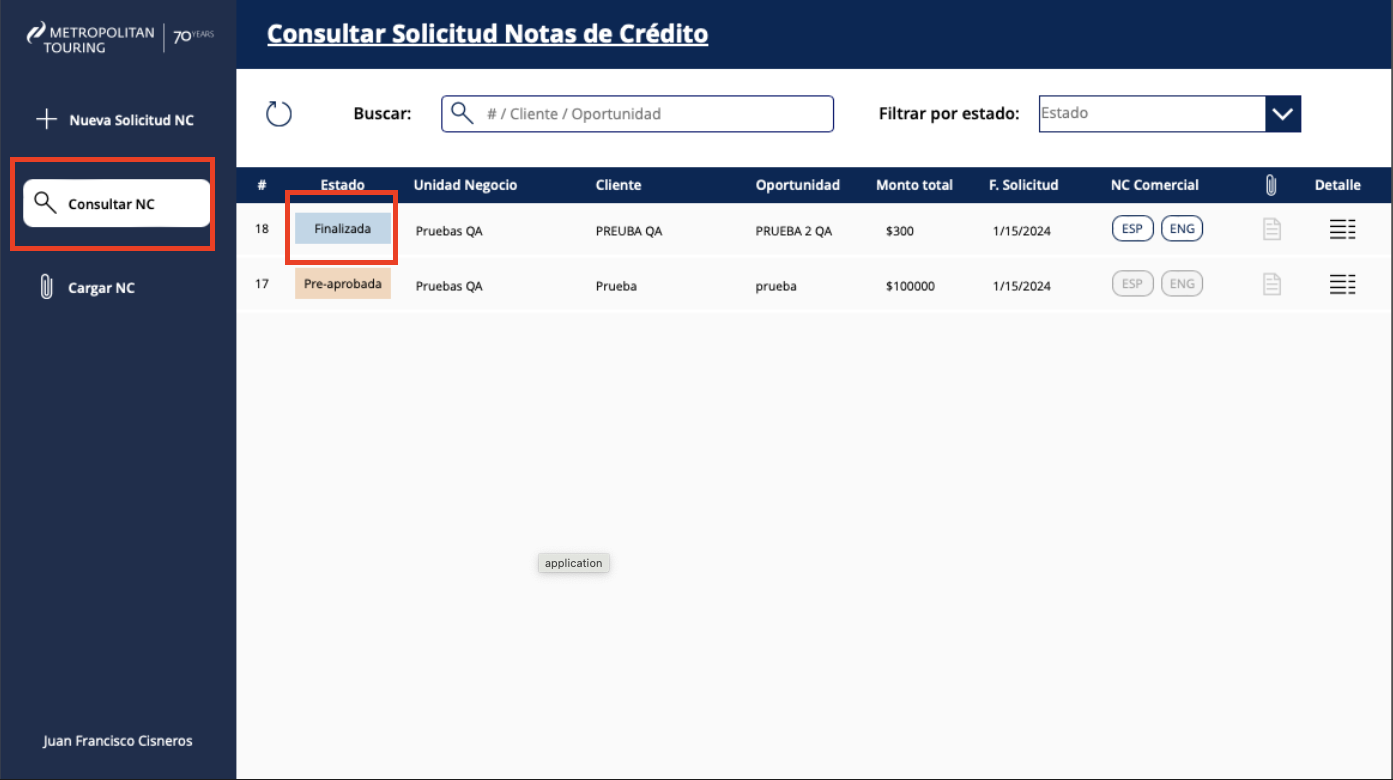 METROPOLITAN TOURING 70 YEARS
Consultar Solicitud Notas de Crédito
Nueva Solicitud NC
Consultar NC
Cargar NC
Juan Francisco Cisneros
Buscar: # / Cliente / Oportunidad Filtrar por estado: Estado
# Estado Unidad Negocio Cliente Oportunidad Monto total F. Solicitud NC Comercial Detalle
18 Finalizada Pruebas QA PREUBA QA PRUEBA 2 QA $300 1/15/2024 ESP ENG
17 Pre-aprobada Pruebas QA Prueba prueba $100000 1/15/2024 ESP ENG
application